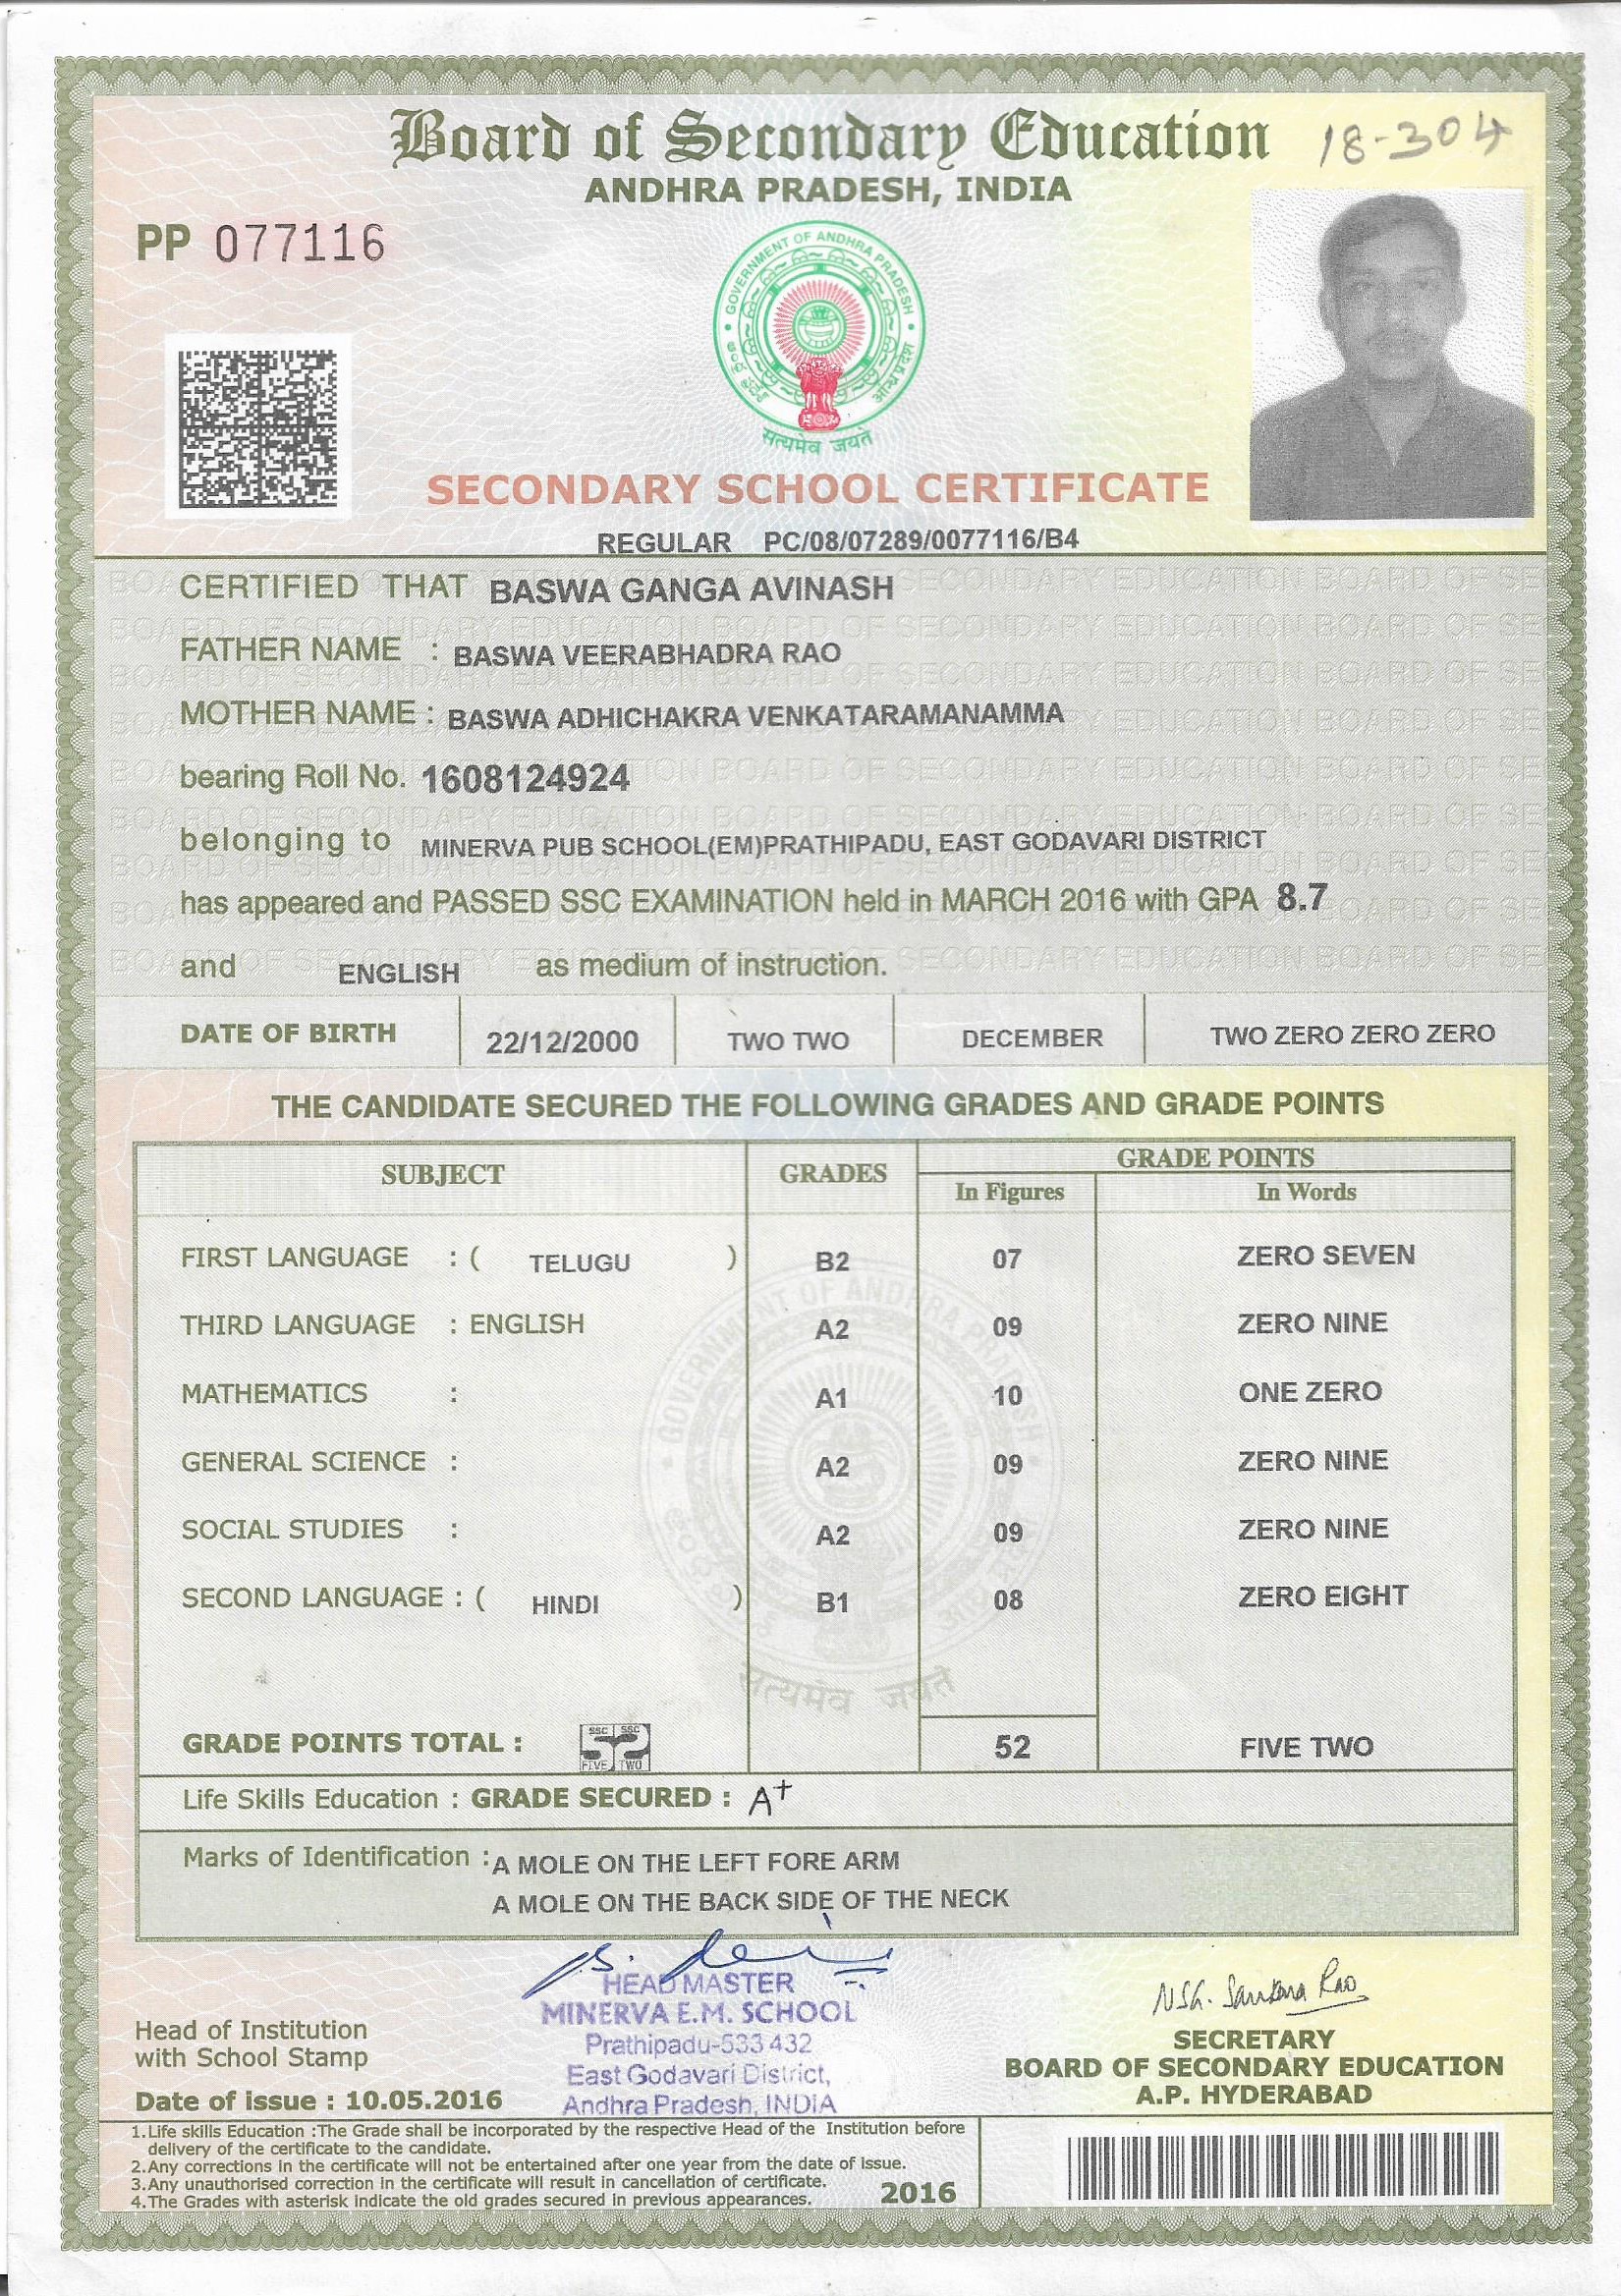 Board of Secondary Education
18-304
ANDHRA PRADESH, INDIA
PP 077116
GOVERNMENT OF ANDHRA PRADESH
सत्यमेव जयते
SECONDARY SCHOOL CERTIFICATE
REGULAR PC/08/07289/0077116/B4
CERTIFIED THAT BASWA GANGA AVINASH
FATHER NAME : BASWA VEERABHADRA RAO
MOTHER NAME : BASWA ADHICHAKRA VENKATARAMANAMMA
bearing Roll No. 1608124924
belonging to MINERVA PUB SCHOOL(EM)PRATHIPADU, EAST GODAVARI DISTRICT
has appeared and PASSED SSC EXAMINATION held in MARCH 2016 with GPA 8.7
and ENGLISH as medium of instruction.
DATE OF BIRTH 22/12/2000 TWO TWO DECEMBER TWO ZERO ZERO ZERO
THE CANDIDATE SECURED THE FOLLOWING GRADES AND GRADE POINTS
SUBJECT GRADES GRADE POINTS
In Figures In Words
FIRST LANGUAGE : ( TELUGU ) B2 07 ZERO SEVEN
THIRD LANGUAGE : ENGLISH A2 09 ZERO NINE
MATHEMATICS : A1 10 ONE ZERO
GENERAL SCIENCE : A2 09 ZERO NINE
SOCIAL STUDIES : A2 09 ZERO NINE
SECOND LANGUAGE : ( HINDI ) B1 08 ZERO EIGHT
सत्यमेव जयते
GRADE POINTS TOTAL : SSC SSC 52 FIVE TWO 52 FIVE TWO
Life Skills Education : GRADE SECURED : A+
Marks of Identification : A MOLE ON THE LEFT FORE ARM
A MOLE ON THE BACK SIDE OF THE NECK
HEAD MASTER
MINERVA E.M. SCHOOL
Prathipadu-533 432
East Godavari District,
Andhra Pradesh, INDIA
Head of Institution
with School Stamp
Date of issue : 10.05.2016
NSG. Sankara Rao
SECRETARY
BOARD OF SECONDARY EDUCATION
A.P. HYDERABAD
1.Life skills Education :The Grade shall be incorporated by the respective Head of the Institution before
delivery of the certificate to the candidate.
2.Any corrections in the certificate will not be entertained after one year from the date of issue.
3.Any unauthorised correction in the certificate will result in cancellation of certificate.
4.The Grades with asterisk indicate the old grades secured in previous appearances.
2016